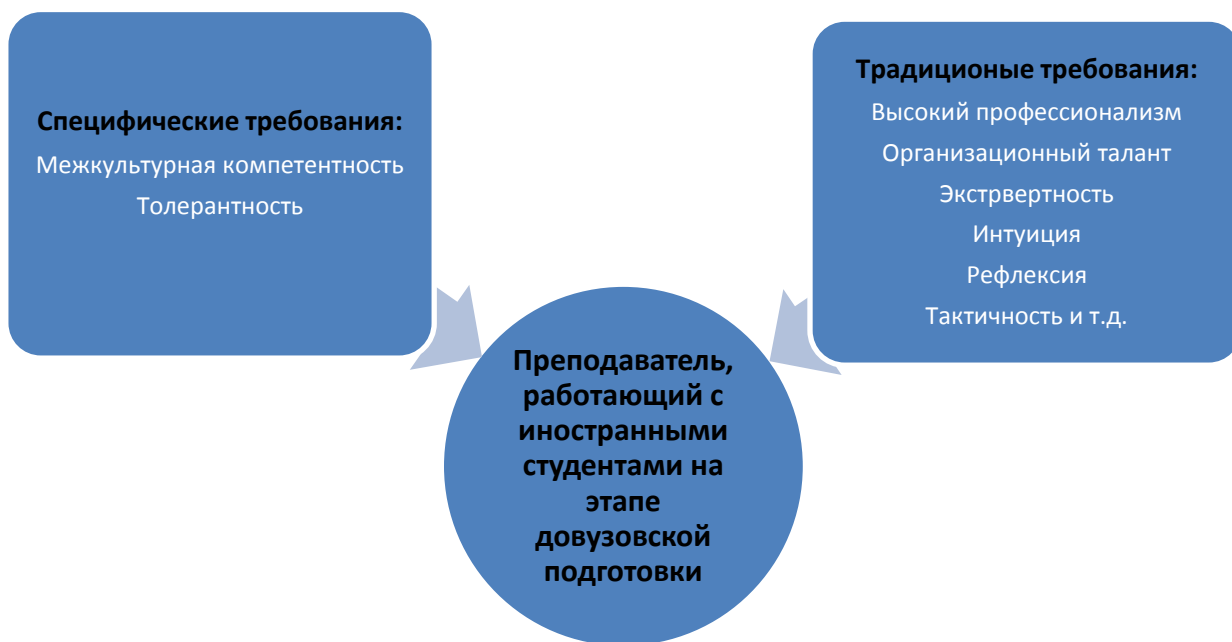 Специфические требования:
Межкультурная компетентность
Толерантность
Традиционые требования:
Высокий профессионализм
Организационный талант
Экстрвертность
Интуиция
Рефлексия
Тактичность и т.д.
Преподаватель,
работающий с
иностранными
студентами на
этапе
довузовской
подготовки